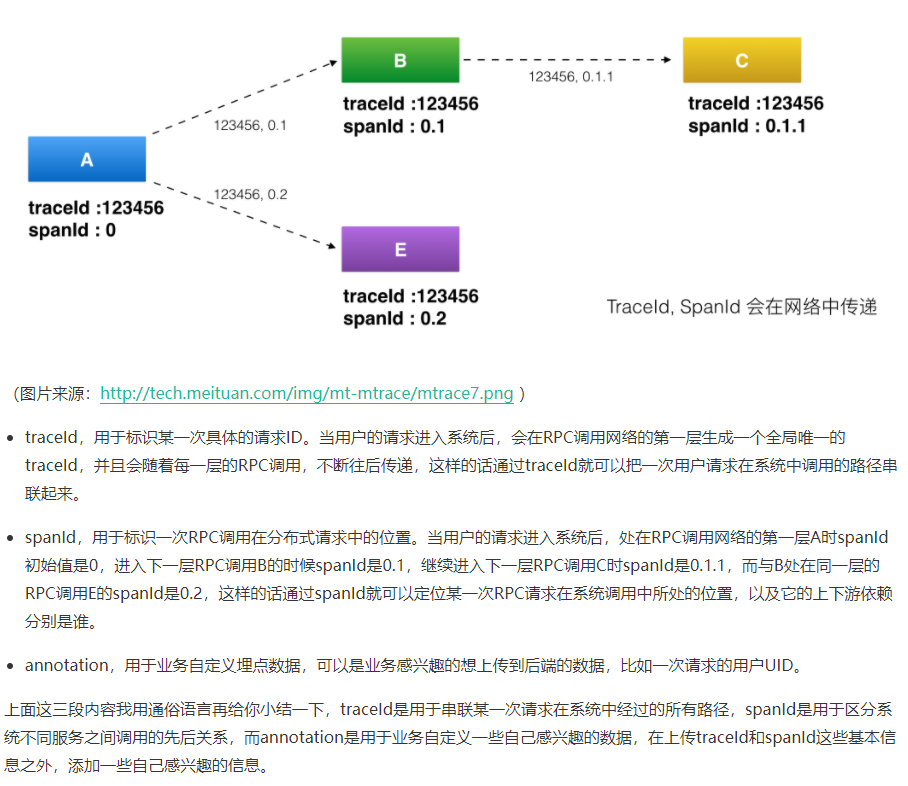 B
C
123456, 0.1.1
traceId :123456
spanId : 0.1
traceId :123456
spanId : 0.1.1
123456, 0.1
A
123456, 0.2
traceId :123456
spanId : 0
E
traceId :123456
spanId : 0.2
TraceId, SpanId 会在网络中传递
（图片来源：http://tech.meituan.com/img/mt-mtrace/mtrace7.png ）
• traceId，用于标识某一次具体的请求ID。当用户的请求进入系统后，会在RPC调用网络的第一层生成一个全局唯一的
traceId，并且会随着每一层的RPC调用，不断往后传递，这样的话通过traceId就可以把一次用户请求在系统中调用的路径串
联起来。
• spanId，用于标识一次RPC调用在分布式请求中的位置。当用户的请求进入系统后，处在RPC调用网络的第一层A时spanId
初始值是0，进入下一层RPC调用B的时候spanId是0.1，继续进入下一层RPC调用C时spanId是0.1.1，而与B处在同一层的
RPC调用E的spanId是0.2，这样的话通过spanId就可以定位某一次RPC请求在系统调用中所处的位置，以及它的上下游依赖
分别是谁。
• annotation，用于业务自定义埋点数据，可以是业务感兴趣的想上传到后端的数据，比如一次请求的用户UID。
上面这三段内容我用通俗语言再给你小结一下，traceId是用于串联某一次请求在系统中经过的所有路径，spanId是用于区分系
统不同服务之间调用的先后关系，而annotation是用于业务自定义一些自己感兴趣的数据，在上传traceId和spanId这些基本信
息之外，添加一些自己感兴趣的信息。